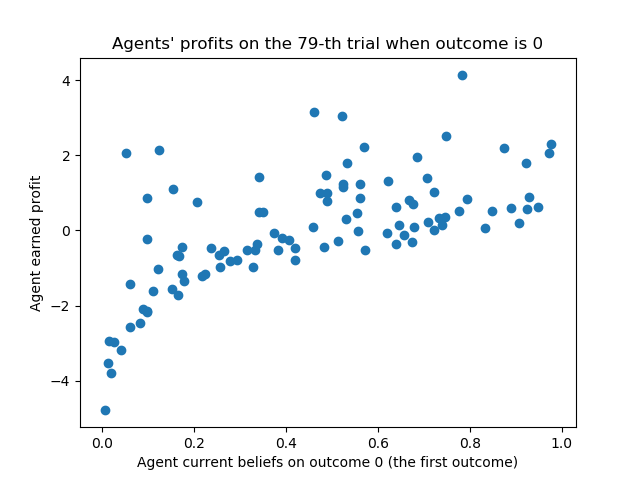 Agents' profits on the 79-th trial when outcome is 0
4
2
0
−2
−4
Agent earned profit
0.0 0.2 0.4 0.6 0.8 1.0
Agent current beliefs on outcome 0 (the first outcome)